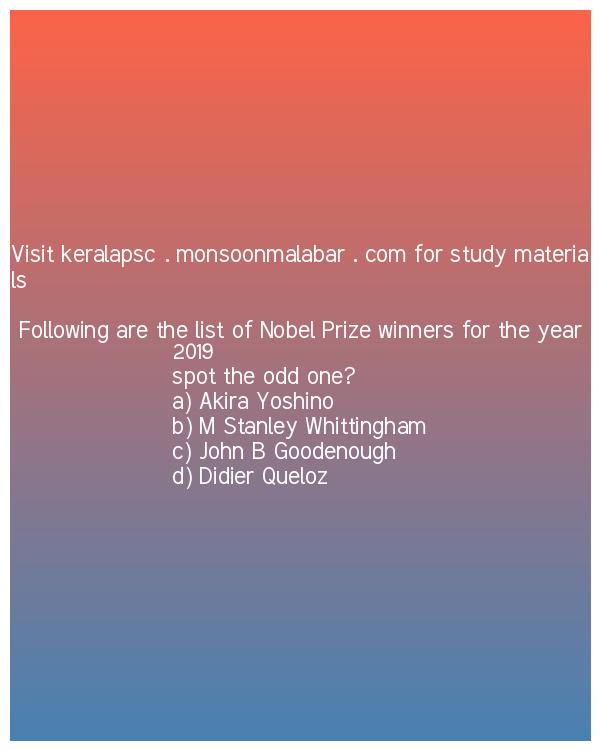 Visit keralapsc . monsoonmalabar . com for study materia
ls
Following are the list of Nobel Prize winners for the year
2019
spot the odd one?
a) Akira Yoshino
b) M Stanley Whittingham
c) John B Goodenough
d) Didier Queloz